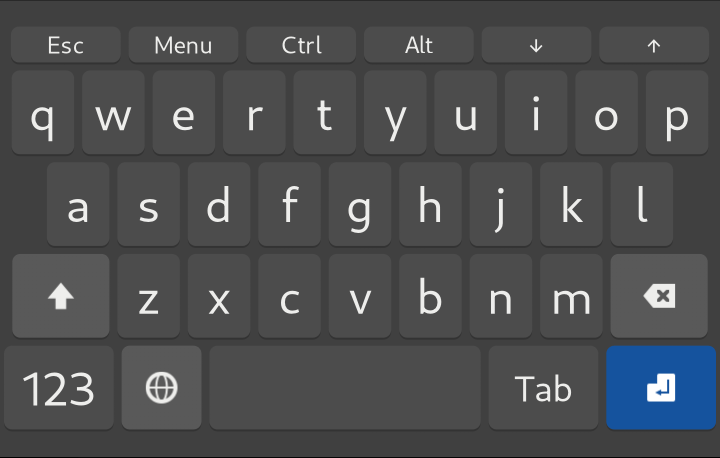 Esc Menu Ctrl Alt ↓ ↑
q w e r t y u i o p
a s d f g h j k l
z x c v b n m
123 Tab